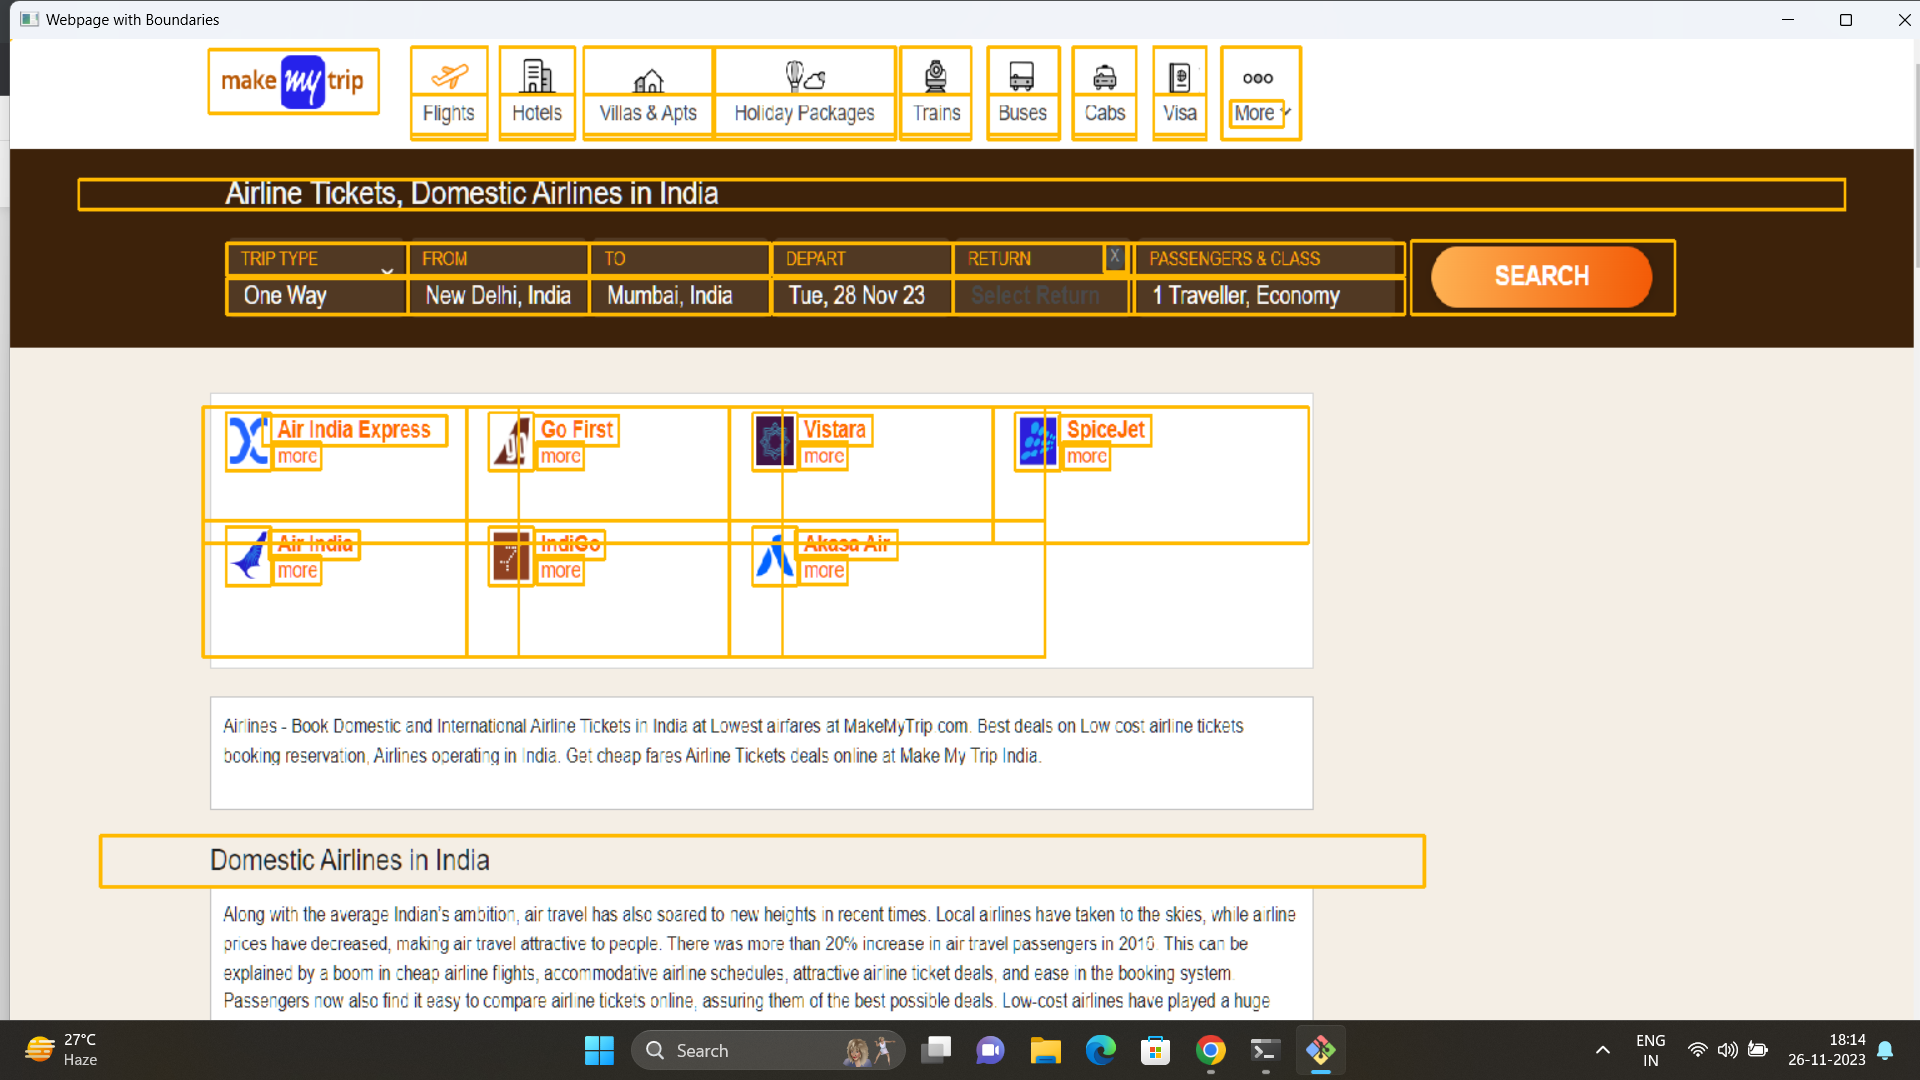 Webpage with Boundaries
make my trip
Flights
Hotels
Villas & Apts
Holiday Packages
Trains
Buses
Cabs
Visa
More
Airline Tickets, Domestic Airlines in India
TRIP TYPE
FROM
TO
DEPART
RETURN
X
PASSENGERS & CLASS
One Way
New Delhi, India
Mumbai, India
Tue, 28 Nov 23
Select Return
1 Traveller, Economy
SEARCH
Air India Express
more
go
Go First
more
Vistara
more
SpiceJet
more
Air India
more
IndiGo
more
Akasa Air
more
Airlines - Book Domestic and International Airline Tickets in India at Lowest airfares at MakeMyTrip.com. Best deals on Low cost airline tickets
booking reservation, Airlines operating in India. Get cheap fares Airline Tickets deals online at Make My Trip India.
Domestic Airlines in India
Along with the average Indian's ambition, air travel has also soared to new heights in recent times. Local airlines have taken to the skies, while airline
prices have decreased, making air travel attractive to people. There was more than 20% increase in air travel passengers in 2016. This can be
explained by a boom in cheap airline flights, accommodative airline schedules, attractive airline ticket deals, and ease in the booking system.
Passengers now also find it easy to compare airline tickets online, assuring them of the best possible deals. Low-cost airlines have played a huge
27°C
Haze
Search
ENG
IN
18:14
26-11-2023